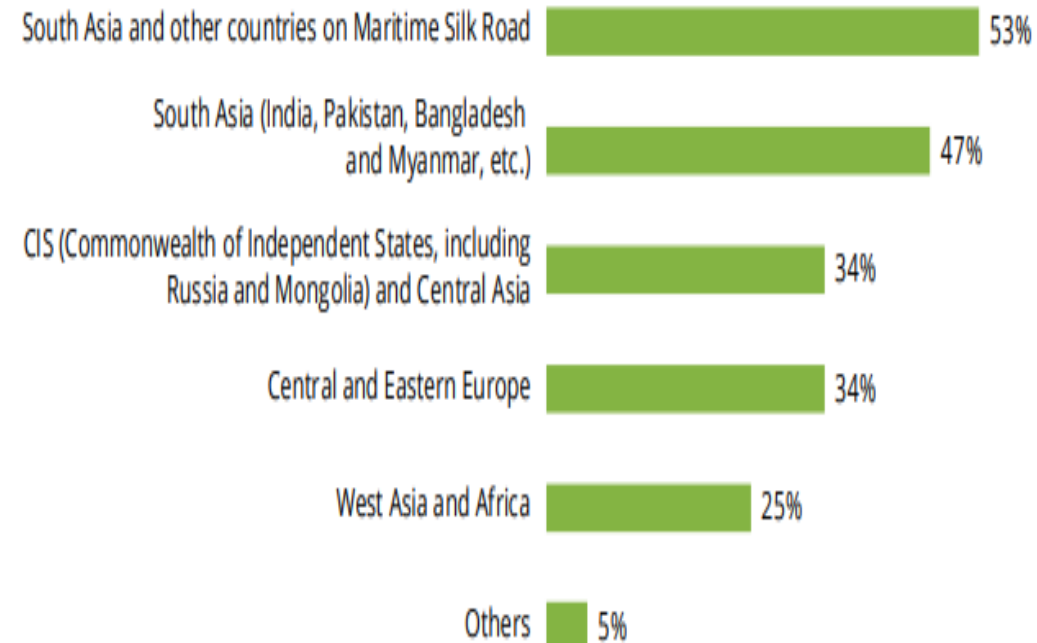 South Asia and other countries on Maritime Silk Road 53%
South Asia (India, Pakistan, Bangladesh
and Myanmar, etc.) 47%
CIS (Commonwealth of Independent States, including
Russia and Mongolia) and Central Asia 34%
Central and Eastern Europe 34%
West Asia and Africa 25%
Others 5%